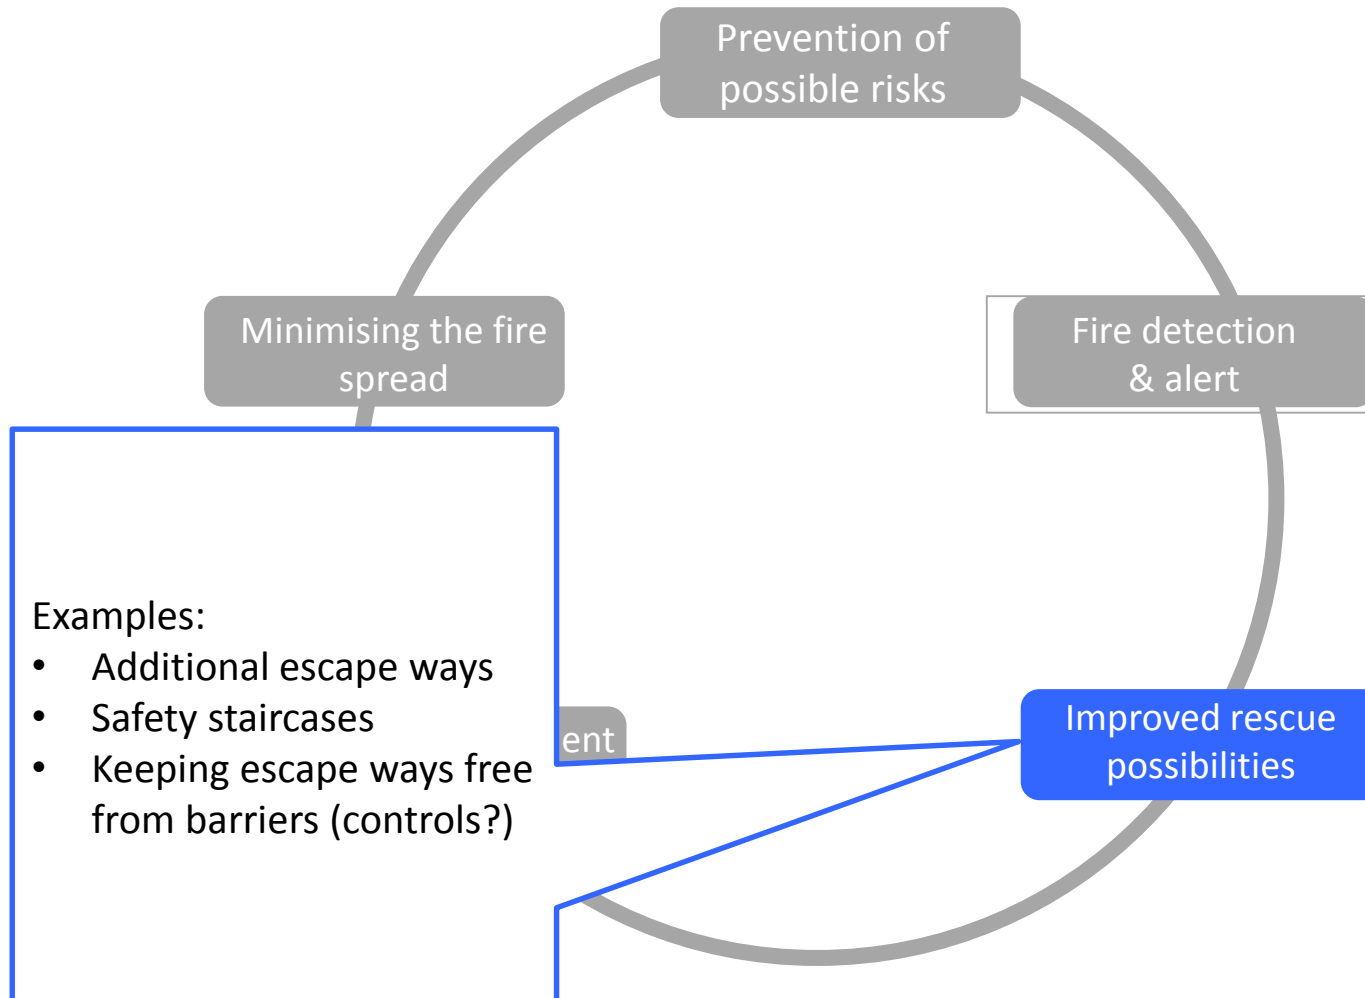 Prevention of
possible risks
Minimising the fire
spread
Fire detection
& alert
Examples:
• Additional escape ways
• Safety staircases
• Keeping escape ways free
from barriers (controls?)
ent
Improved rescue
possibilities